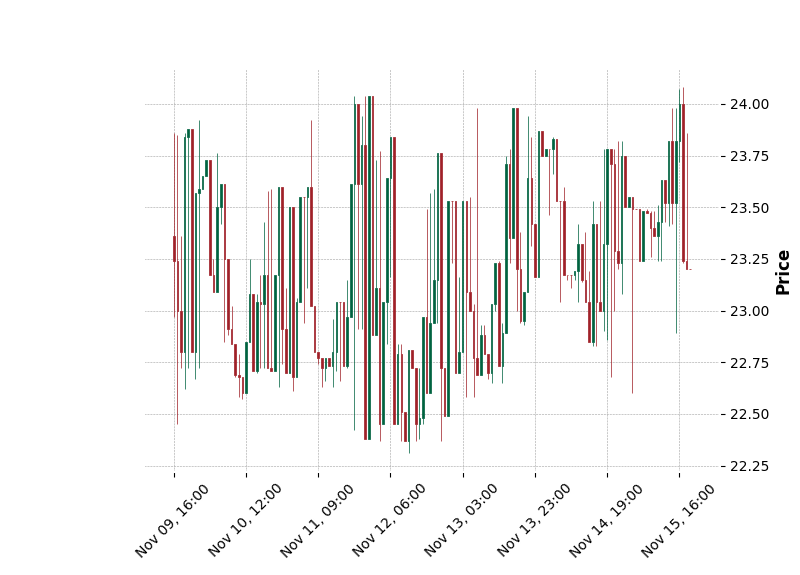 24.00
23.75
23.50
23.25
23.00
22.75
22.50
22.25
Price
Nov 09, 16:00
Nov 10, 12:00
Nov 11, 09:00
Nov 12, 06:00
Nov 13, 03:00
Nov 13, 23:00
Nov 14, 19:00
Nov 15, 16:00